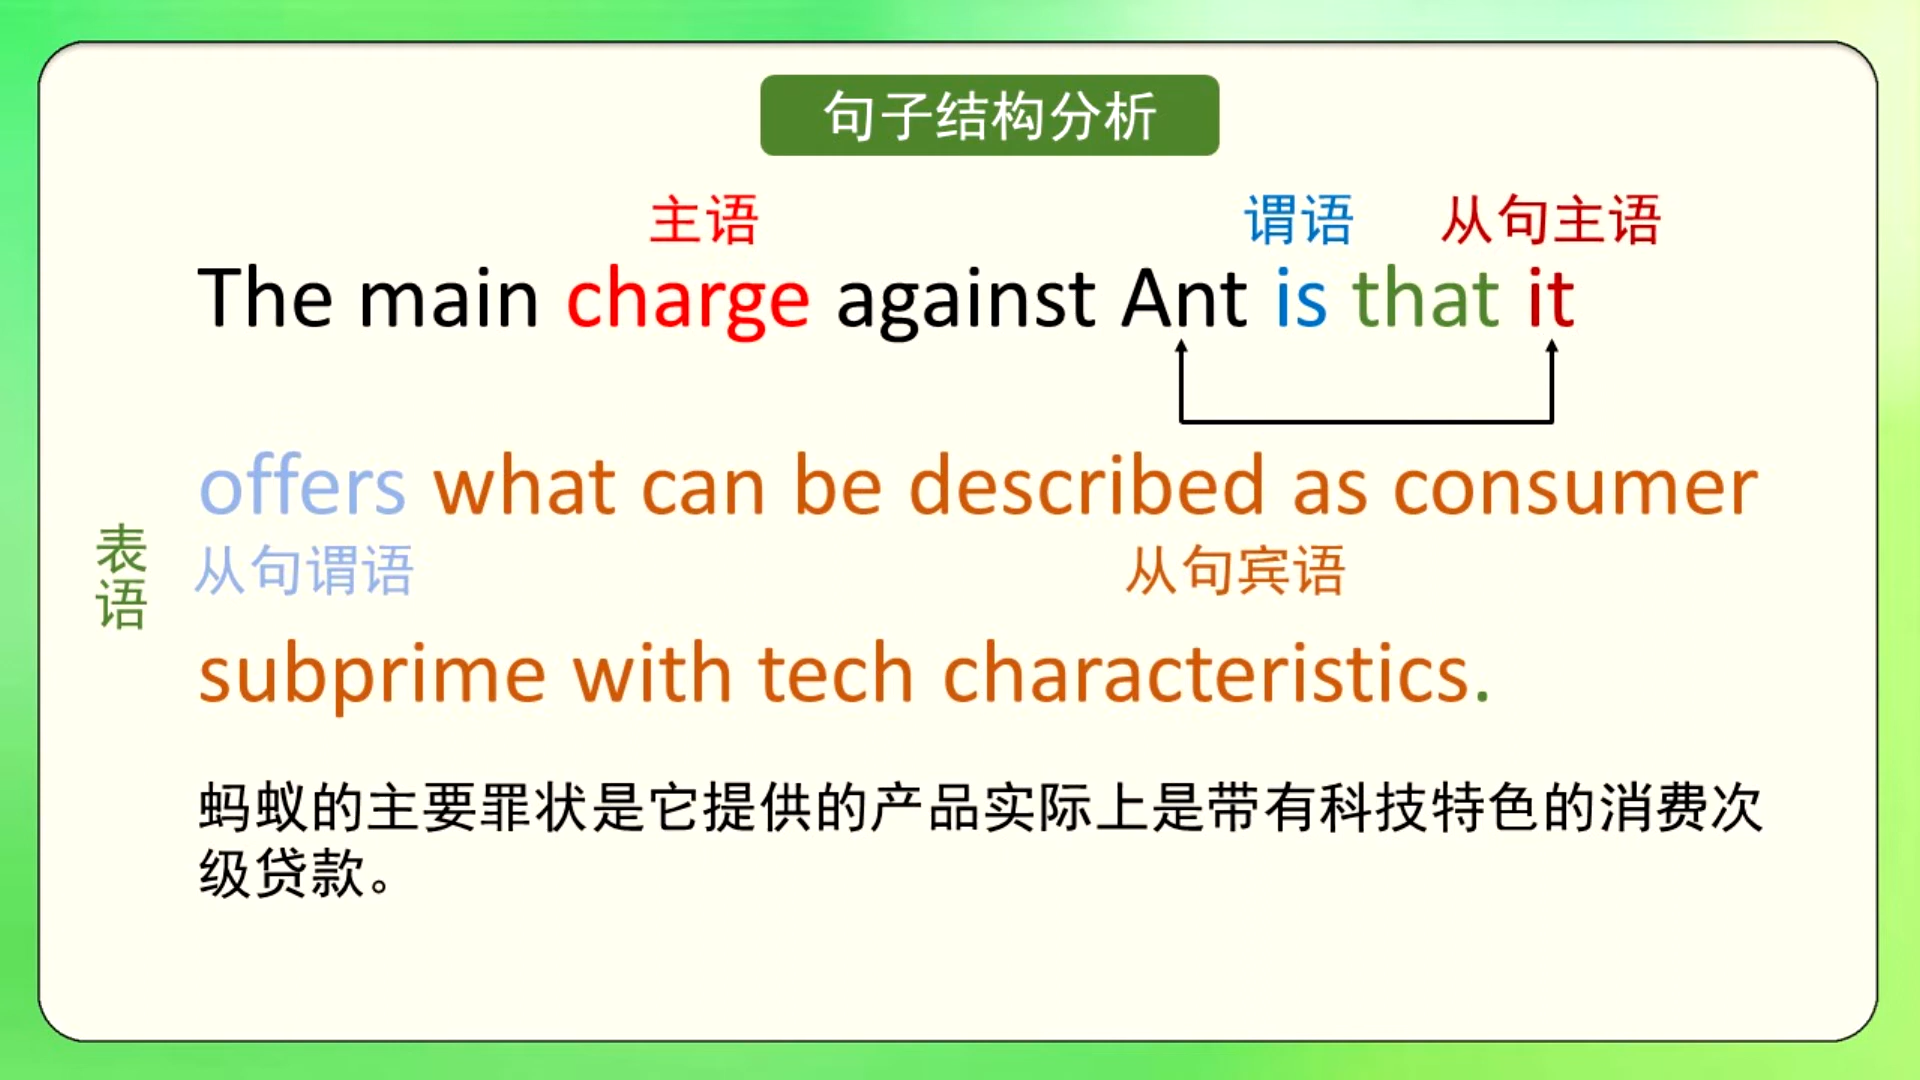 句子结构分析
主语 谓语 从句主语
The main charge against Ant is that it
offers what can be described as consumer
表语
从句谓语 从句宾语
subprime with tech characteristics.
蚂蚁的主要罪状是它提供的产品实际上是带有科技特色的消费次
级贷款。